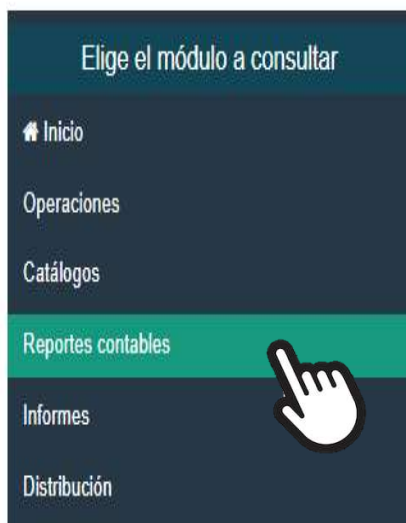 Elige el módulo a consultar
Inicio
Operaciones
Catálogos
Reportes contables
Informes
Distribución